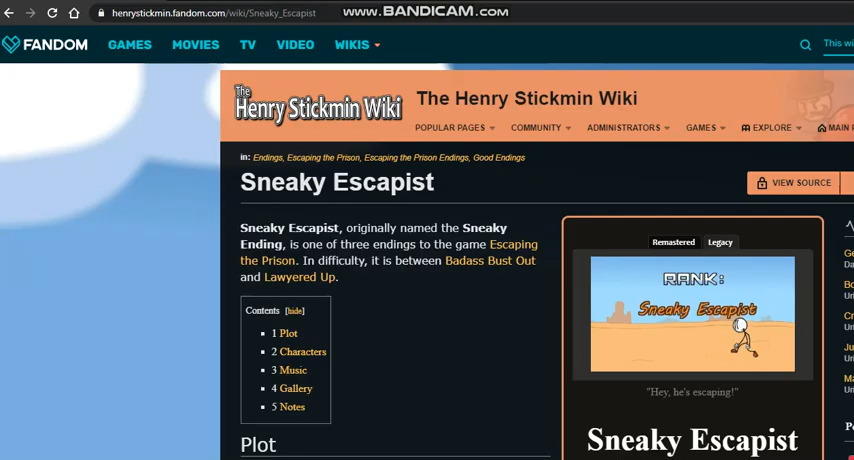 henrystickmin.fandom.com/wiki/Sneaky_Escapist
www.BANDICAM.com
FANDOM GAMES MOVIES TV VIDEO WIKIS
The
Henry Stickmin Wiki
The Henry Stickmin Wiki
POPULAR PAGES COMMUNITY ADMINISTRATORS GAMES EXPLORE MAIN
in: Endings, Escaping the Prison, Escaping the Prison Endings, Good Endings
Sneaky Escapist
VIEW SOURCE
Sneaky Escapist, originally named the Sneaky
Ending, is one of three endings to the game Escaping
the Prison. In difficulty, it is between Badass Bust Out
and Lawyered Up.
Contents [hide]
1 Plot
2 Characters
3 Music
4 Gallery
5 Notes
Plot
Remastered Legacy
RANK:
Sneaky Escapist
"Hey, he's escaping!"
Sneaky Escapist